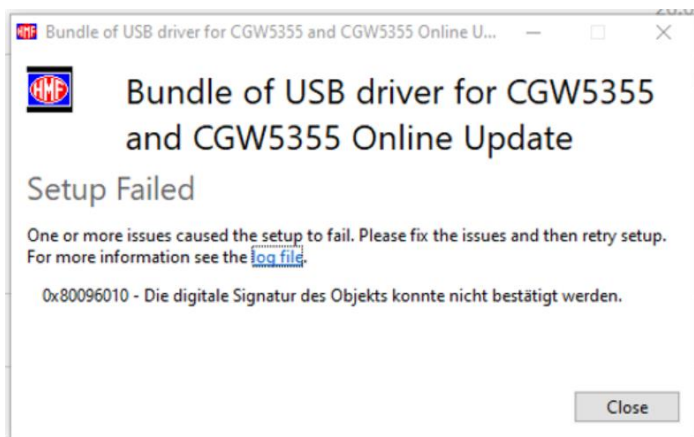 Bundle of USB driver for CGW5355 and CGW5355 Online U...
HMF
Bundle of USB driver for CGW5355
and CGW5355 Online Update
Setup Failed
One or more issues caused the setup to fail. Please fix the issues and then retry setup.
For more information see the log file.
0x80096010 - Die digitale Signatur des Objekts konnte nicht bestätigt werden.
Close